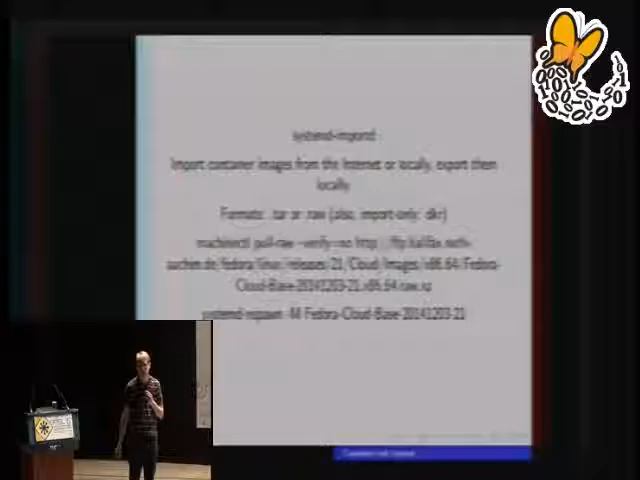 systemd-importd
Import container images from the Internet or locally, export them
locally.
Formats: .tar or .raw (also, import-only: dkr)
machinectl pull-raw --verify=no http://ftp.halifax.rwth-
aachen.de/fedora/linux/releases/21/Cloud/Images/x86_64/Fedora-
Cloud-Base-20141203-21.x86_64.raw.xz
systemd-nspawn -M Fedora-Cloud-Base-20141203-21